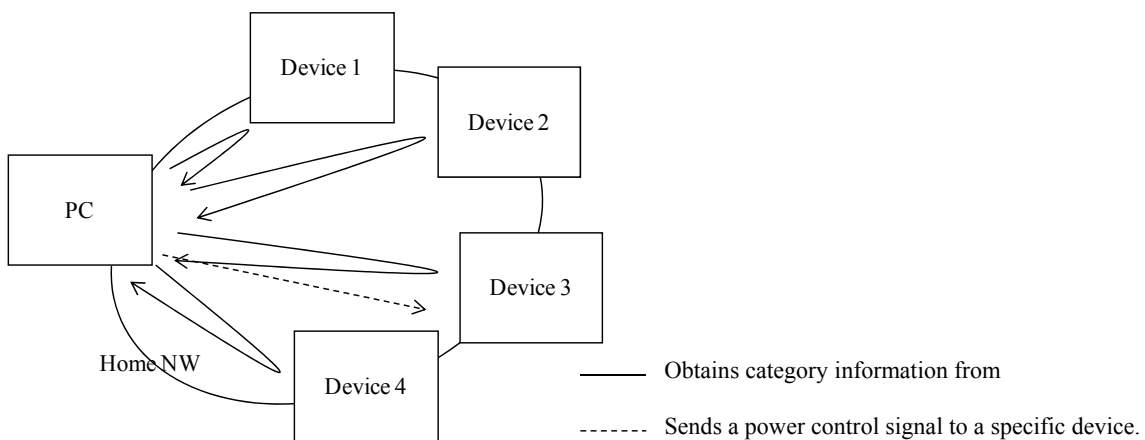 Device 1
Device 2
PC
Device 3
Home NW
Device 4
Obtains category information from
Sends a power control signal to a specific device.